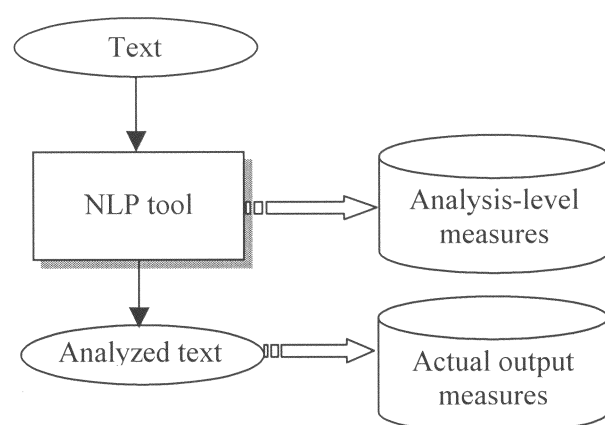 Text
NLP tool
Analysis-level
measures
Analyzed text
Actual output
measures